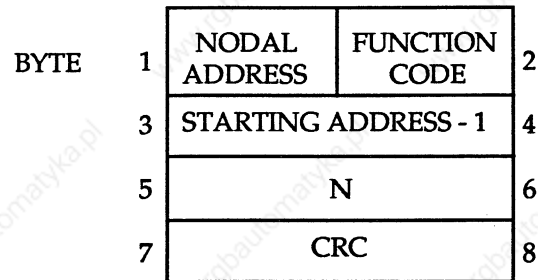 BYTE 1 NODAL ADDRESS FUNCTION CODE 2
3 STARTING ADDRESS - 1 4
5 N 6
7 CRC 8